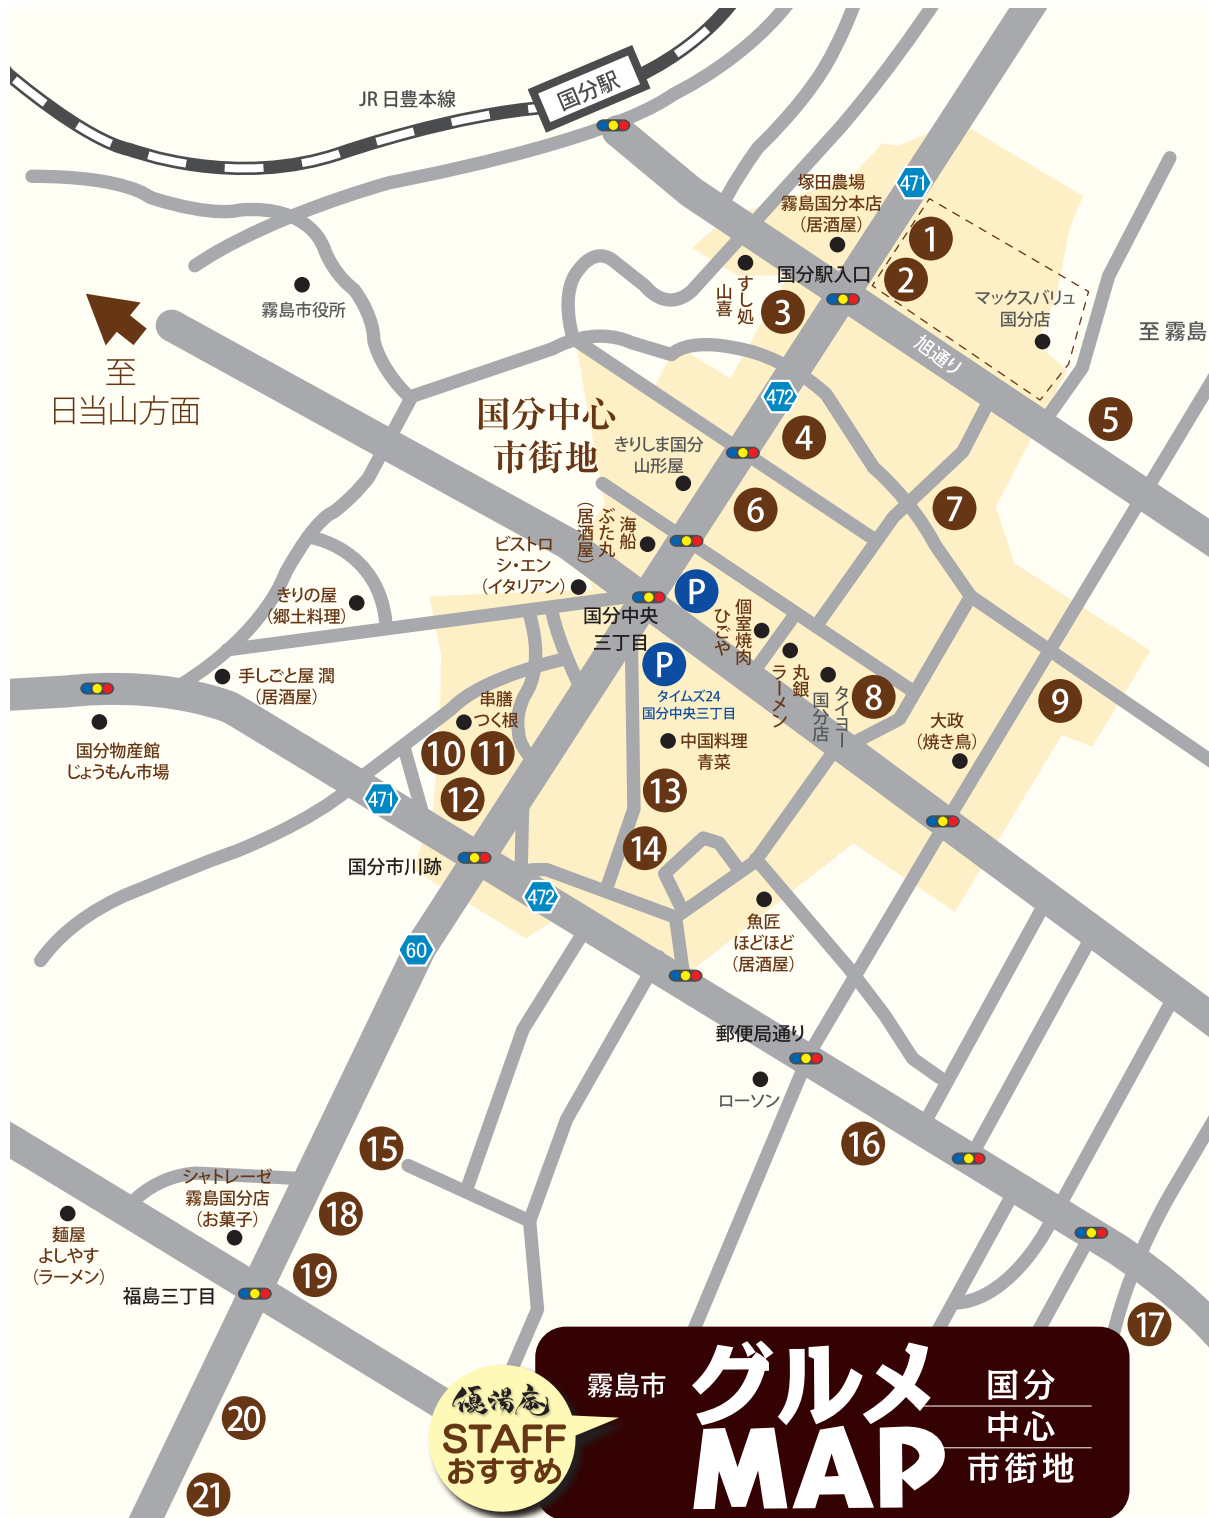 JR 日豊本線
国分駅
471
塚田農場
霧島国分本店
(居酒屋)
1
2
国分駅入口
すし処
山喜
3
マックスバリュ
国分店
霧島市役所
至 霧島
旭通り
至
日当山方面
472
国分中心
市街地
きりしま国分
山形屋
4
5
6
7
海船
ぶた丸
(居酒屋)
ビストロ
シ・エン
(イタリアン)
P
国分中央
三丁目
きりの屋
(郷土料理)
個室焼肉
ひごや
P
タイムズ24
国分中央三丁目
丸銀
ラーメン
タイヨー
国分店
8
9
手しごと屋 潤
(居酒屋)
串膳
つく根
大政
(焼き鳥)
国分物産館
じょうもん市場
10
11
中国料理
青菜
12
13
471
14
国分市川跡
472
60
魚匠
ほどほど
(居酒屋)
郵便局通り
ローソン
15
16
シャトレーゼ
霧島国分店
(お菓子)
18
麺屋
よしやす
(ラーメン)
19
福島三丁目
17
20
21
優湯庵
STAFF
おすすめ
霧島市
グルメ
MAP
国分
中心
市街地